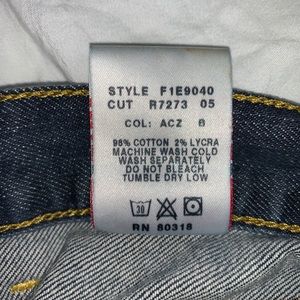 STYLE F1E9040
CUT R7273 05
COL: ACZ B
98% COTTON 2% LYCRA
MACHINE WASH COLD
WASH SEPARATELY
DO NOT BLEACH
TUMBLE DRY LOW
30
RN 80318